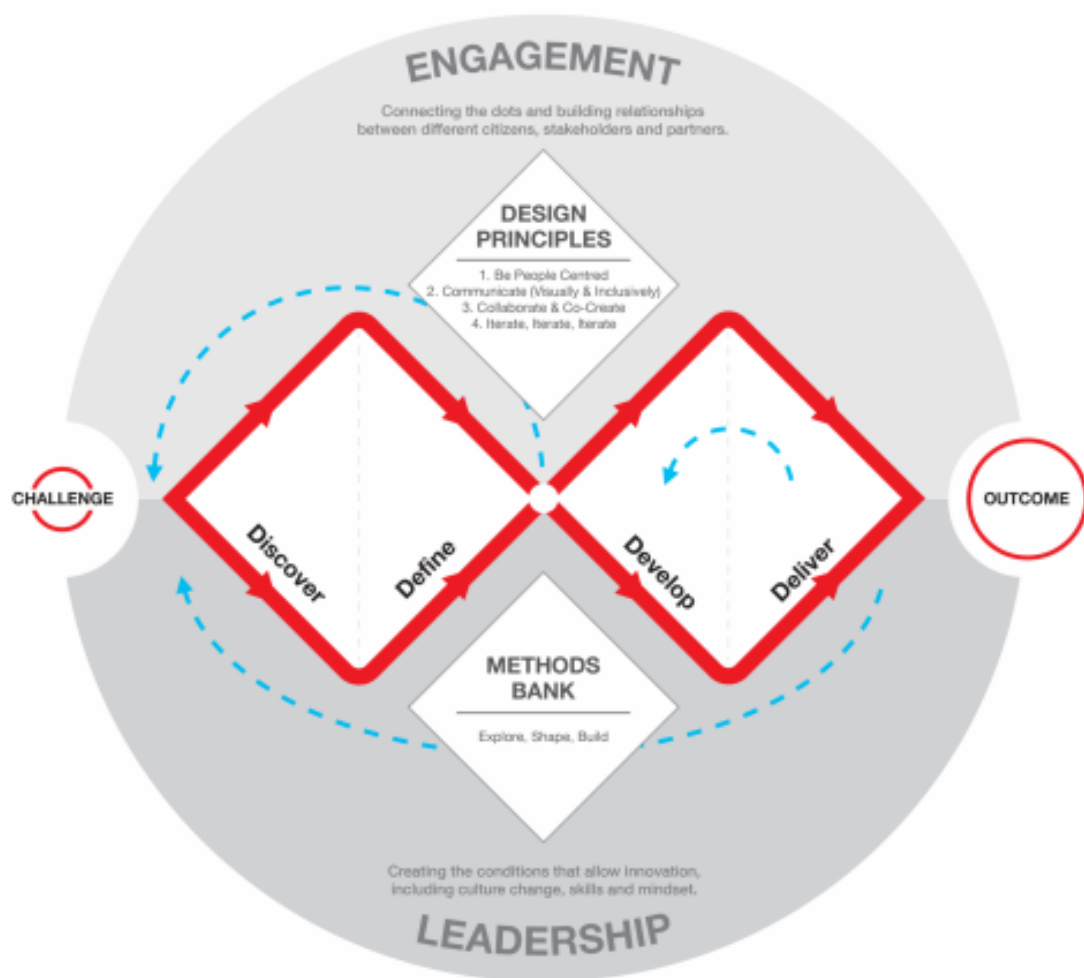 ENGAGEMENT
Connecting the dots and building relationships
between different citizens, stakeholders and partners.
DESIGN
PRINCIPLES
1. Be People Centred
2. Communicate (Visually & Inclusively)
3. Collaborate & Co-Create
4. Iterate, Iterate, Iterate
CHALLENGE
OUTCOME
Discover
Define
Develop
Deliver
METHODS
BANK
Explore, Shape, Build
Creating the conditions that allow innovation,
including culture change, skills and mindset.
LEADERSHIP